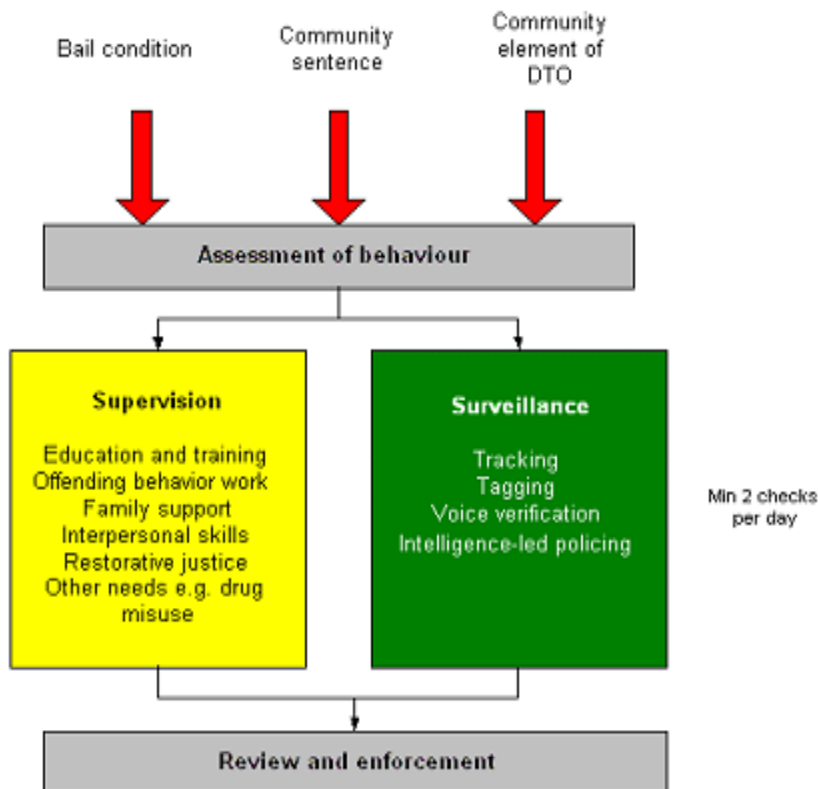 Bail condition
Community
sentence
Community
element of
DTO
Assessment of behaviour
Supervision
Education and training
Offending behavior work
Family support
Interpersonal skills
Restorative justice
Other needs e.g. drug
misuse
Surveillance
Tracking
Tagging
Voice verification
Intelligence-led policing
Min 2 checks
per day
Review and enforcement